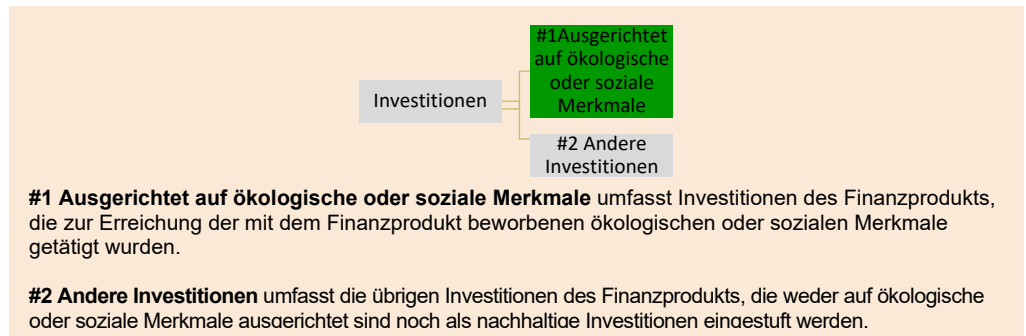 #1Ausgerichtet
auf ökologische
oder soziale
Merkmale
Investitionen
#2 Andere
Investitionen
#1 Ausgerichtet auf ökologische oder soziale Merkmale umfasst Investitionen des Finanzprodukts,
die zur Erreichung der mit dem Finanzprodukt beworbenen ökologischen oder sozialen Merkmale
getätigt wurden.
#2 Andere Investitionen umfasst die übrigen Investitionen des Finanzprodukts, die weder auf ökologische
oder soziale Merkmale ausgerichtet sind noch als nachhaltige Investitionen eingestuft werden.